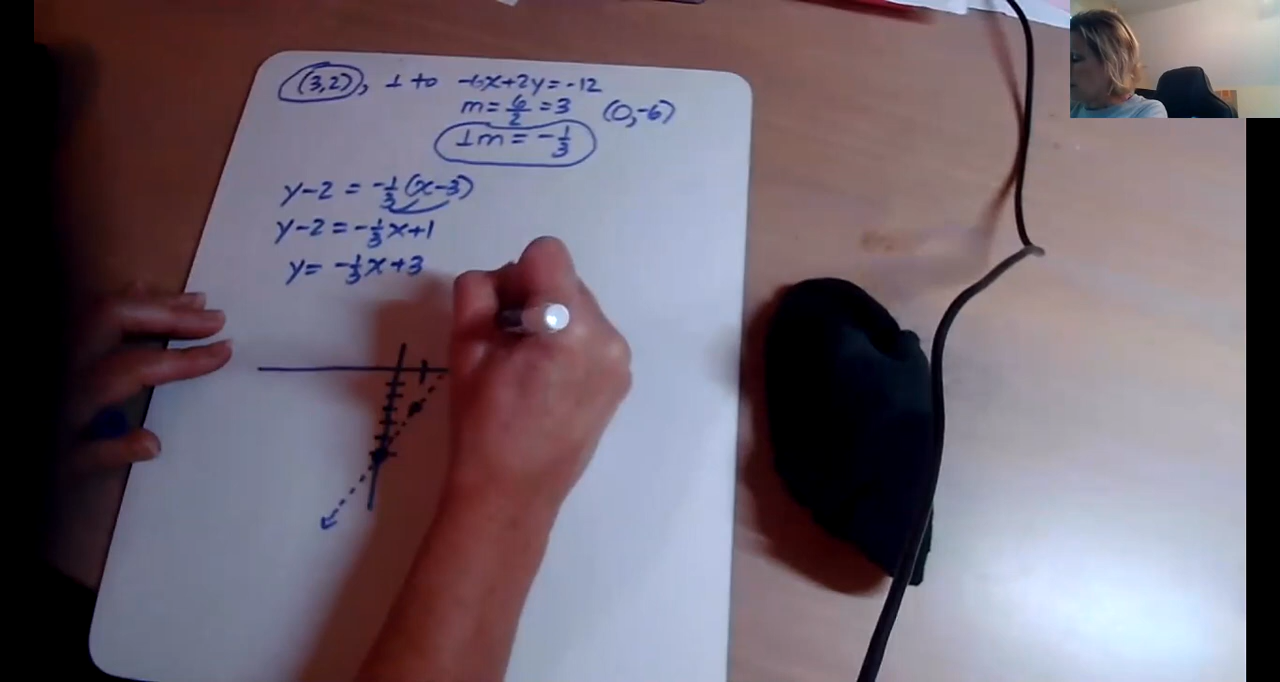 (3,2), ⊥ to -6x+2y=-12
m=6/2=3 (0,-6)
⊥m=-1/3
y-2=-1/3(x-3)
y-2=-1/3x+1
y=-1/3x+3